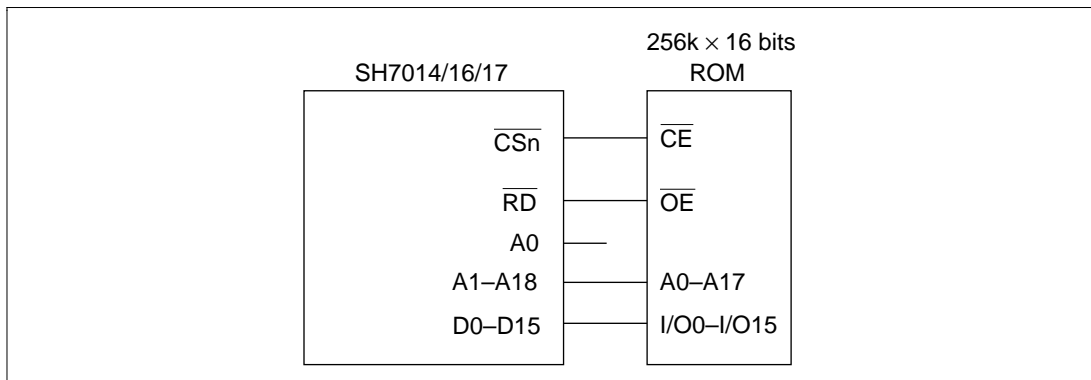 256k × 16 bits
SH7014/16/17 ROM
CSn CE
RD OE
A0
A1–A18 A0–A17
D0–D15 I/O0–I/O15